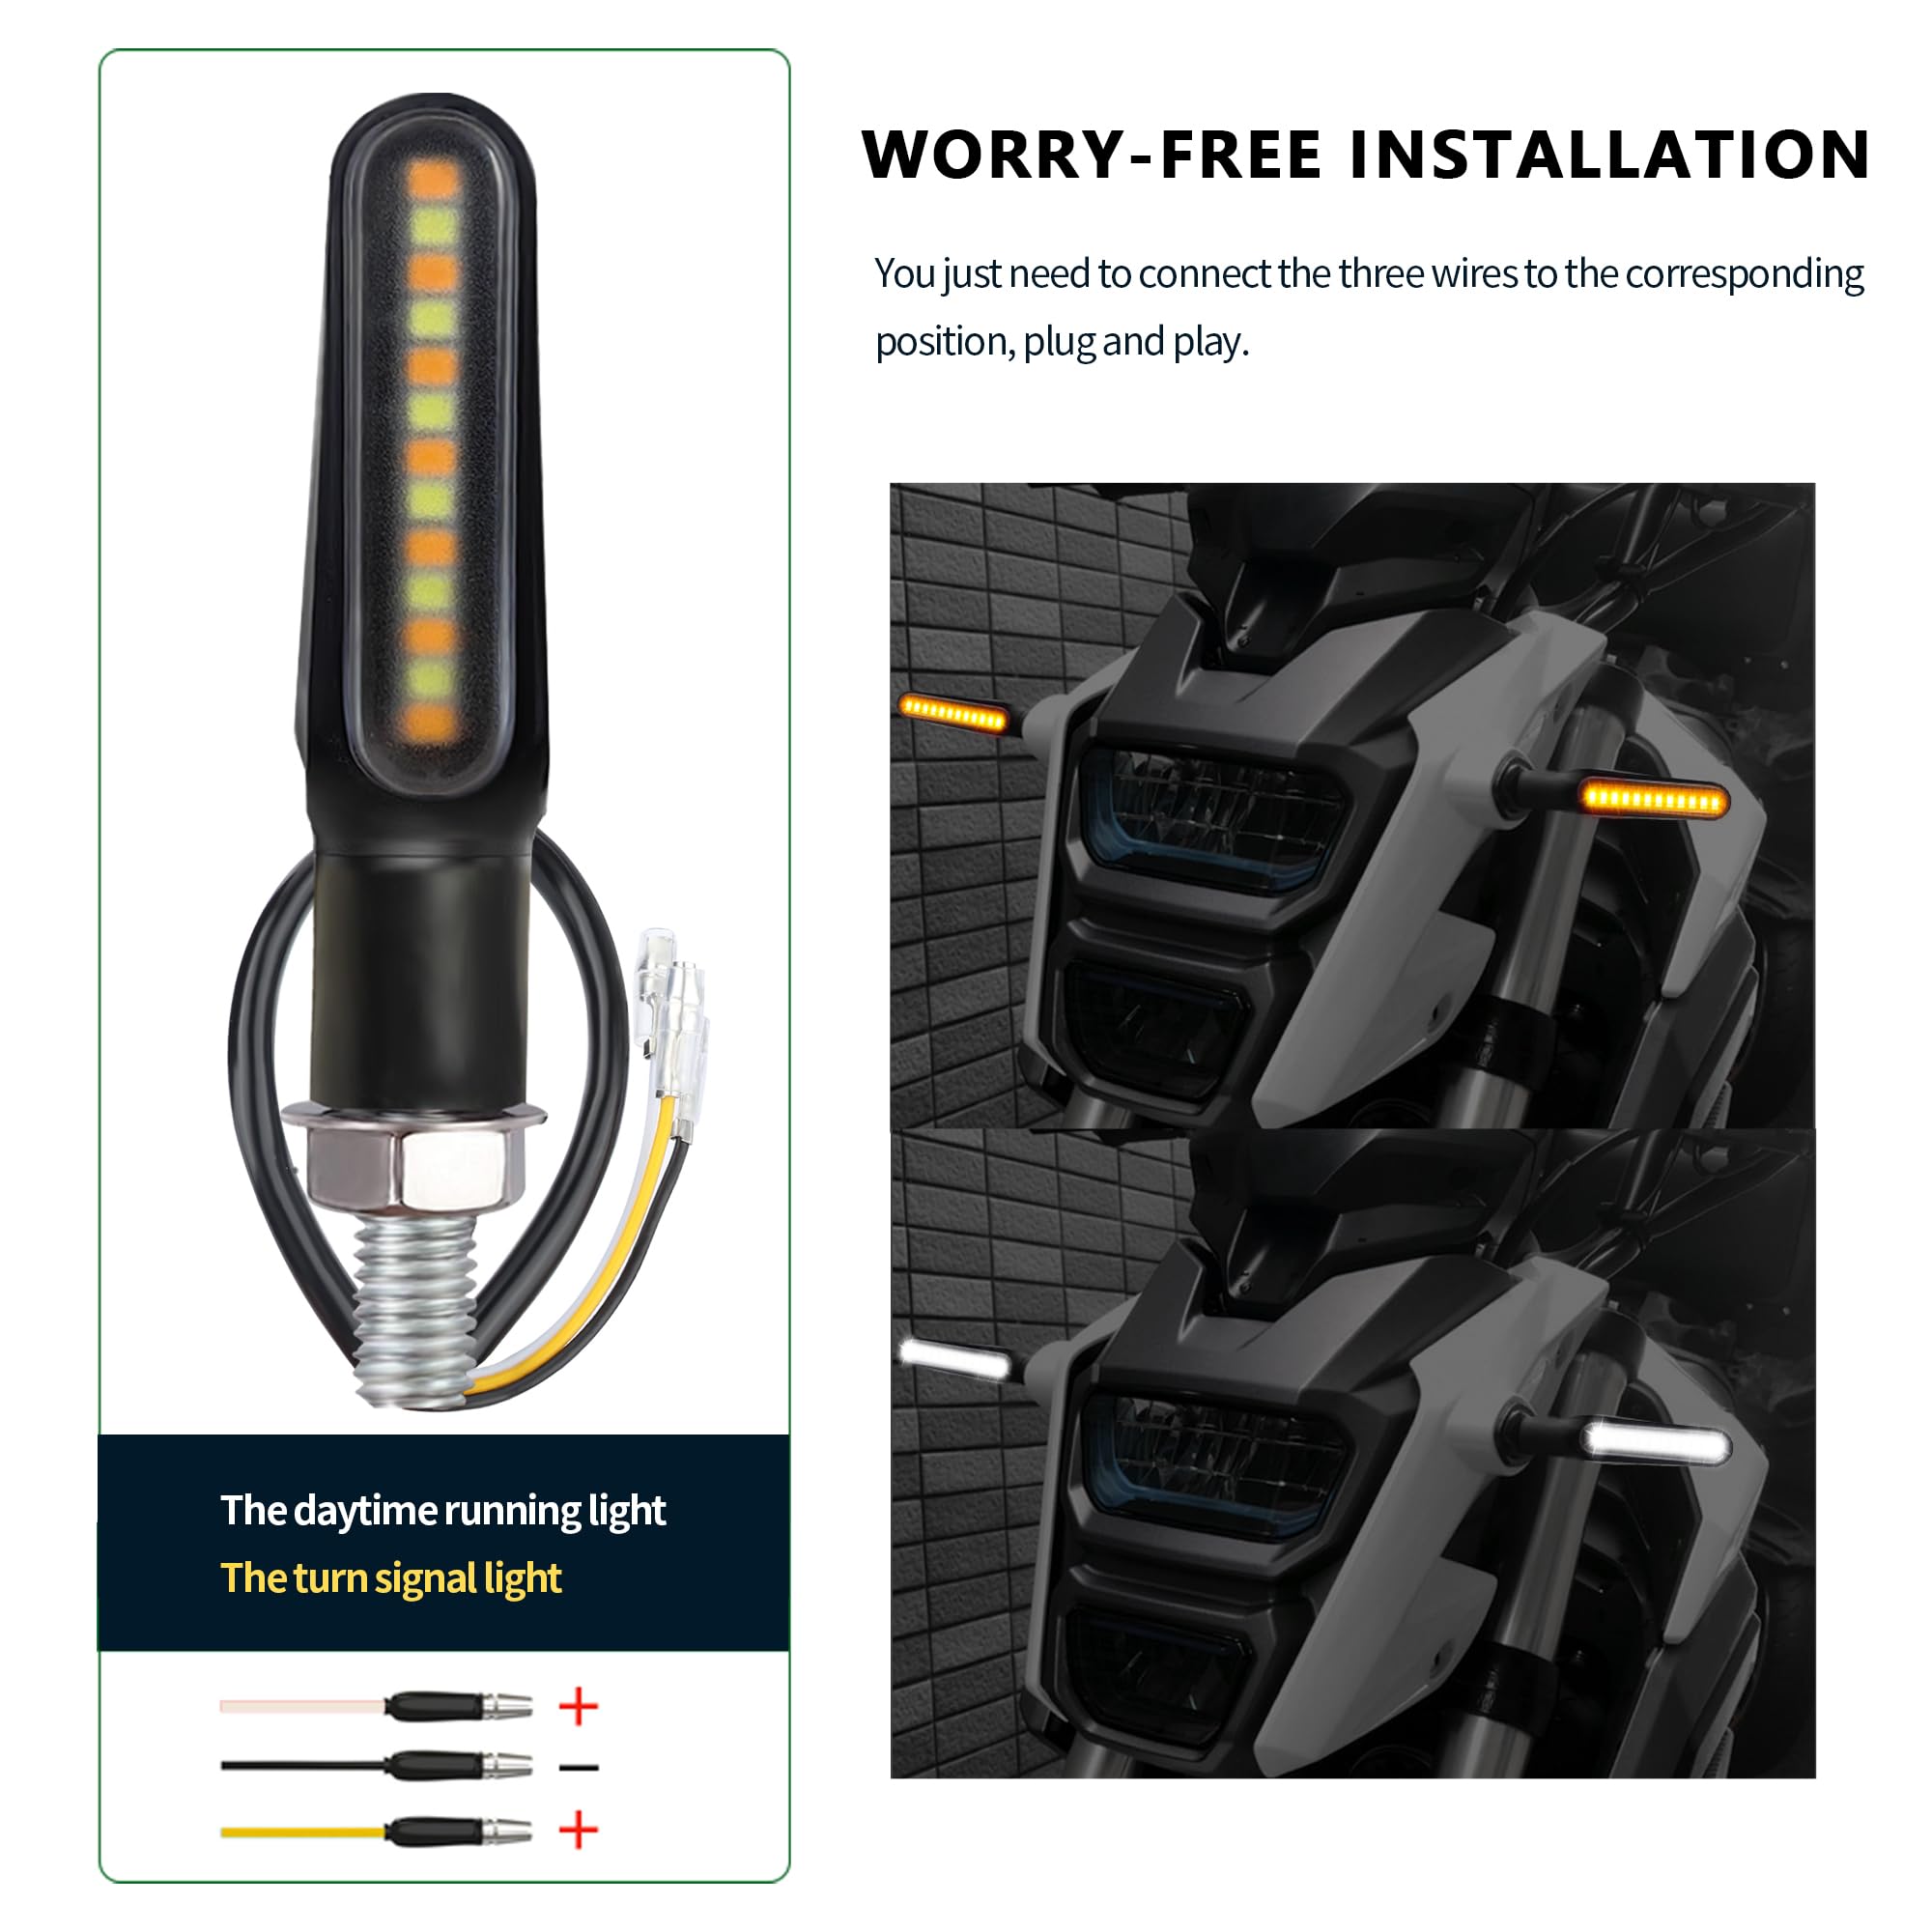 WORRY-FREE INSTALLATION
You just need to connect the three wires to the corresponding
position, plug and play.
The daytime running light
The turn signal light
+
−
+